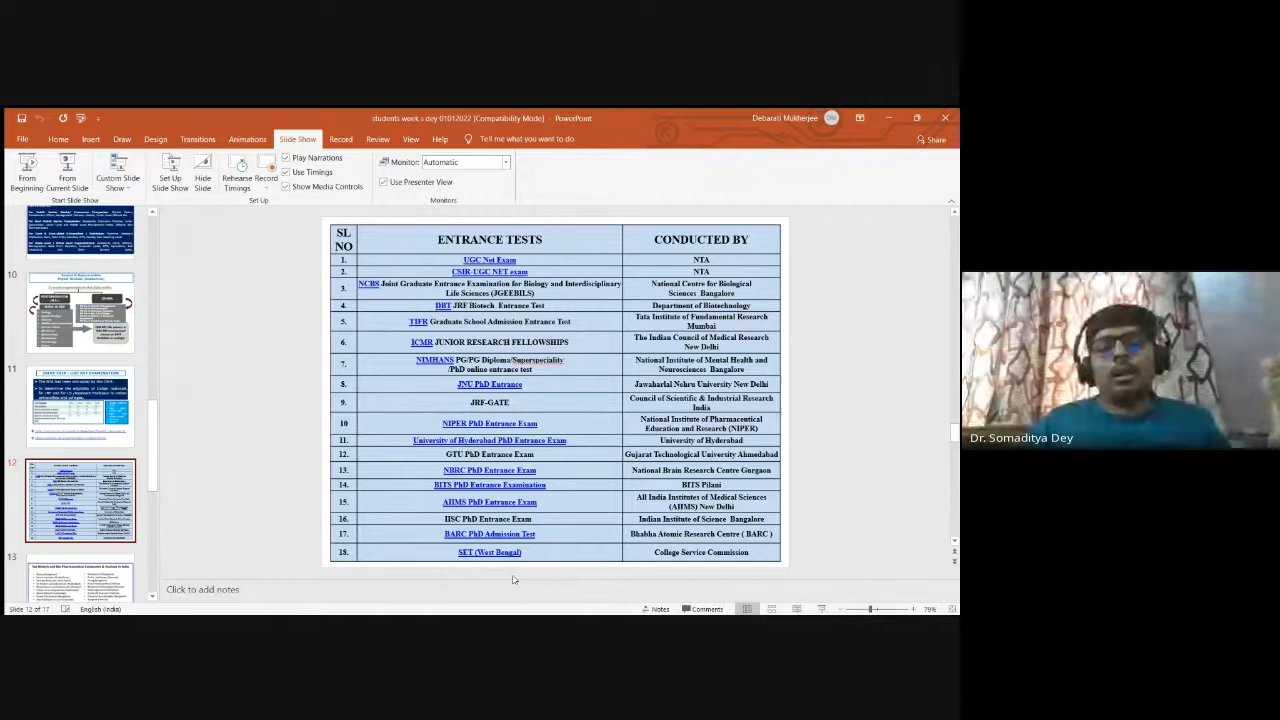 students week s dey 01012022 [Compatibility Mode] - PowerPoint
Debarati Mukherjee
DM
File Home Insert Draw Design Transitions Animations Slide Show Record Review View Help Tell me what you want to do
Share
From Beginning
From Current Slide
Custom Slide Show
Set Up Slide Show
Hide Slide
Rehearse Timings
Record
Play Narrations
Use Timings
Show Media Controls
Monitor: Automatic
Use Presenter View
Start Slide Show
Set Up
Monitors
10
11
JOINT CSIR - UGC NET EXAMINATION
12
13
SL NO ENTRANCE TESTS CONDUCTED BY
1. UGC Net Exam NTA
2. CSIR-UGC NET exam NTA
3. NCBS Joint Graduate Entrance Examination for Biology and Interdisciplinary
Life Sciences (JGEEBILS)
National Centre for Biological
Sciences Bangalore
4. DBT JRF Biotech Entrance Test Department of Biotechnology
5. TIFR Graduate School Admission Entrance Test
Tata Institute of Fundamental Research
Mumbai
6. ICMR JUNIOR RESEARCH FELLOWSHIPS
The Indian Council of Medical Research
New Delhi
7. NIMHANS PG/PG Diploma/Superspeciality
/PhD online entrance test
National Institute of Mental Health and
Neurosciences Bangalore
8. JNU PhD Entrance Jawaharlal Nehru University New Delhi
9. JRF-GATE
Council of Scientific & Industrial Research
India
10 NIPER PhD Entrance Exam
National Institute of Pharmaceutical
Education and Research (NIPER)
11. University of Hyderabad PhD Entrance Exam University of Hyderabad
12. GTU PhD Entrance Exam Gujarat Technological University Ahmedabad
13. NBRC PhD Entrance Exam National Brain Research Centre Gurgaon
14. BITS PhD Entrance Examination BITS Pilani
15. AIIMS PhD Entrance Exam
All India Institutes of Medical Sciences
(AIIMS) New Delhi
16. IISC PhD Entrance Exam Indian Institute of Science Bangalore
17. BARC PhD Admission Test Bhabha Atomic Research Centre ( BARC )
18. SET (West Bengal) College Service Commission
Click to add notes
Slide 12 of 17 English (India) Notes Comments 79%
Dr. Somaditya Dey